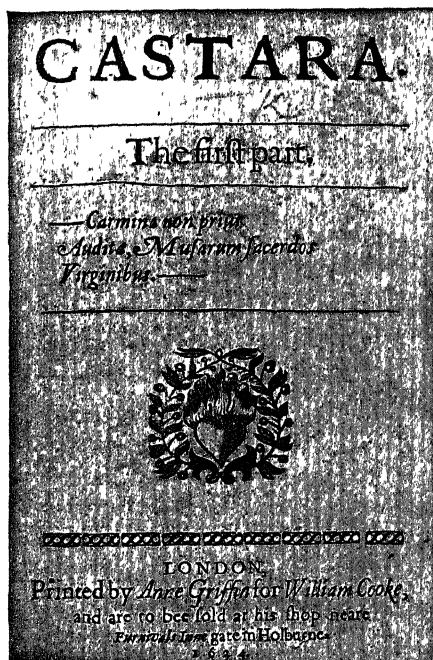 CASTARA.
The first part.
— Carmina non prius
Audita, Musarum sacerdos
Virginibus. —
LONDON,
Printed by Anne Griffin for William Cooke,
and are to bee sold at his shop neare
Furnivals Inne gate in Holburne.
1634.